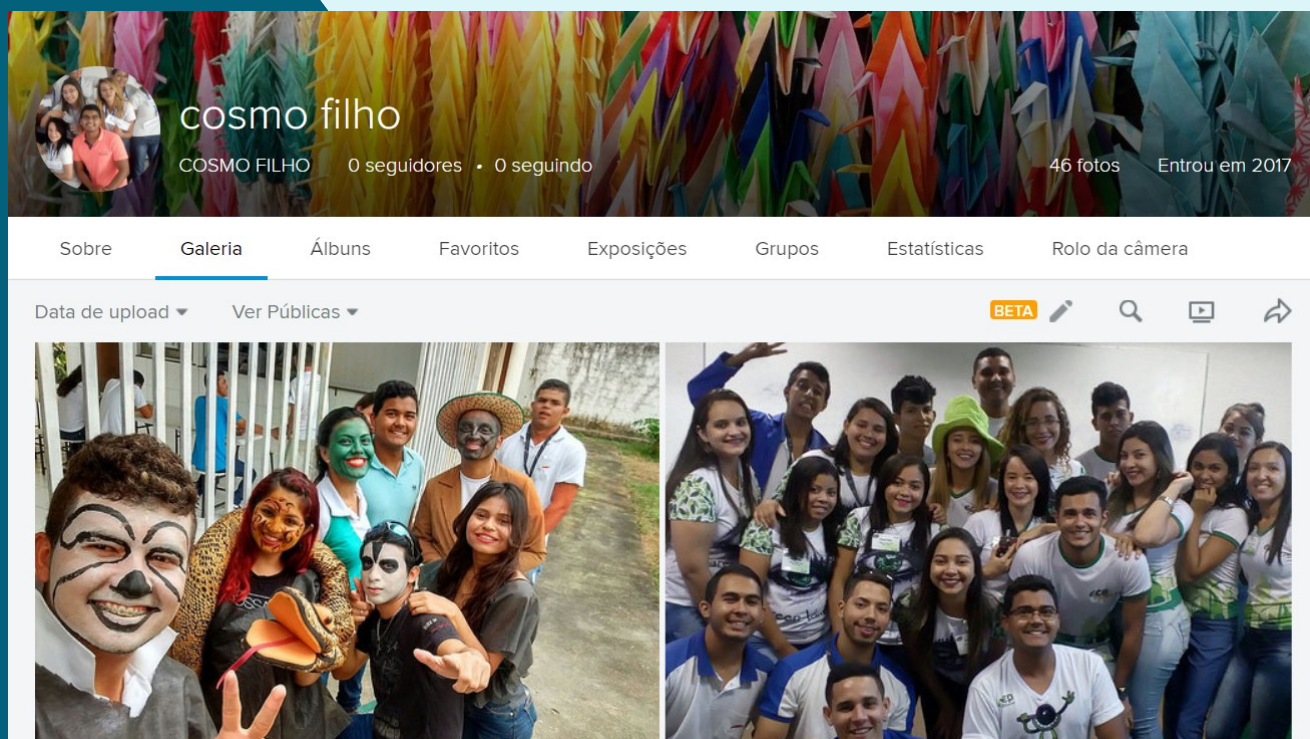 cosmo filho
COSMO FILHO 0 seguidores • 0 seguindo 46 fotos Entrou em 2017
Sobre Galeria Álbuns Favoritos Exposições Grupos Estatísticas Rolo da câmera
Data de upload Ver Públicas BETA